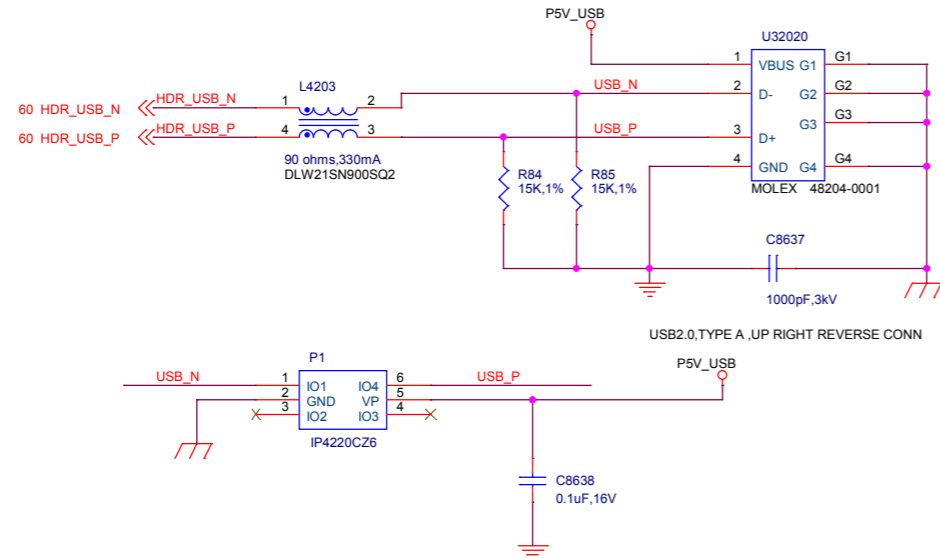 P5V_USB
U32020
1 VBUS G1 G1
L4203
HDR_USB_N 1 2 USB_N 2 D- G2 G2
60 HDR_USB_N
G3 G3
60 HDR_USB_P HDR_USB_P 4 3 USB_P 3 D+
4 GND G4 G4
90 ohms,330mA
DLW21SN900SQ2
R84
15K,1%
R85
15K,1%
MOLEX 48204-0001
C8637
1000pF,3kV
USB2.0,TYPE A ,UP RIGHT REVERSE CONN
P1
P5V_USB
USB_N 1 IO1 IO4 6 USB_P
2 GND VP 5
3 IO2 IO3 4
IP4220CZ6
C8638
0.1uF,16V